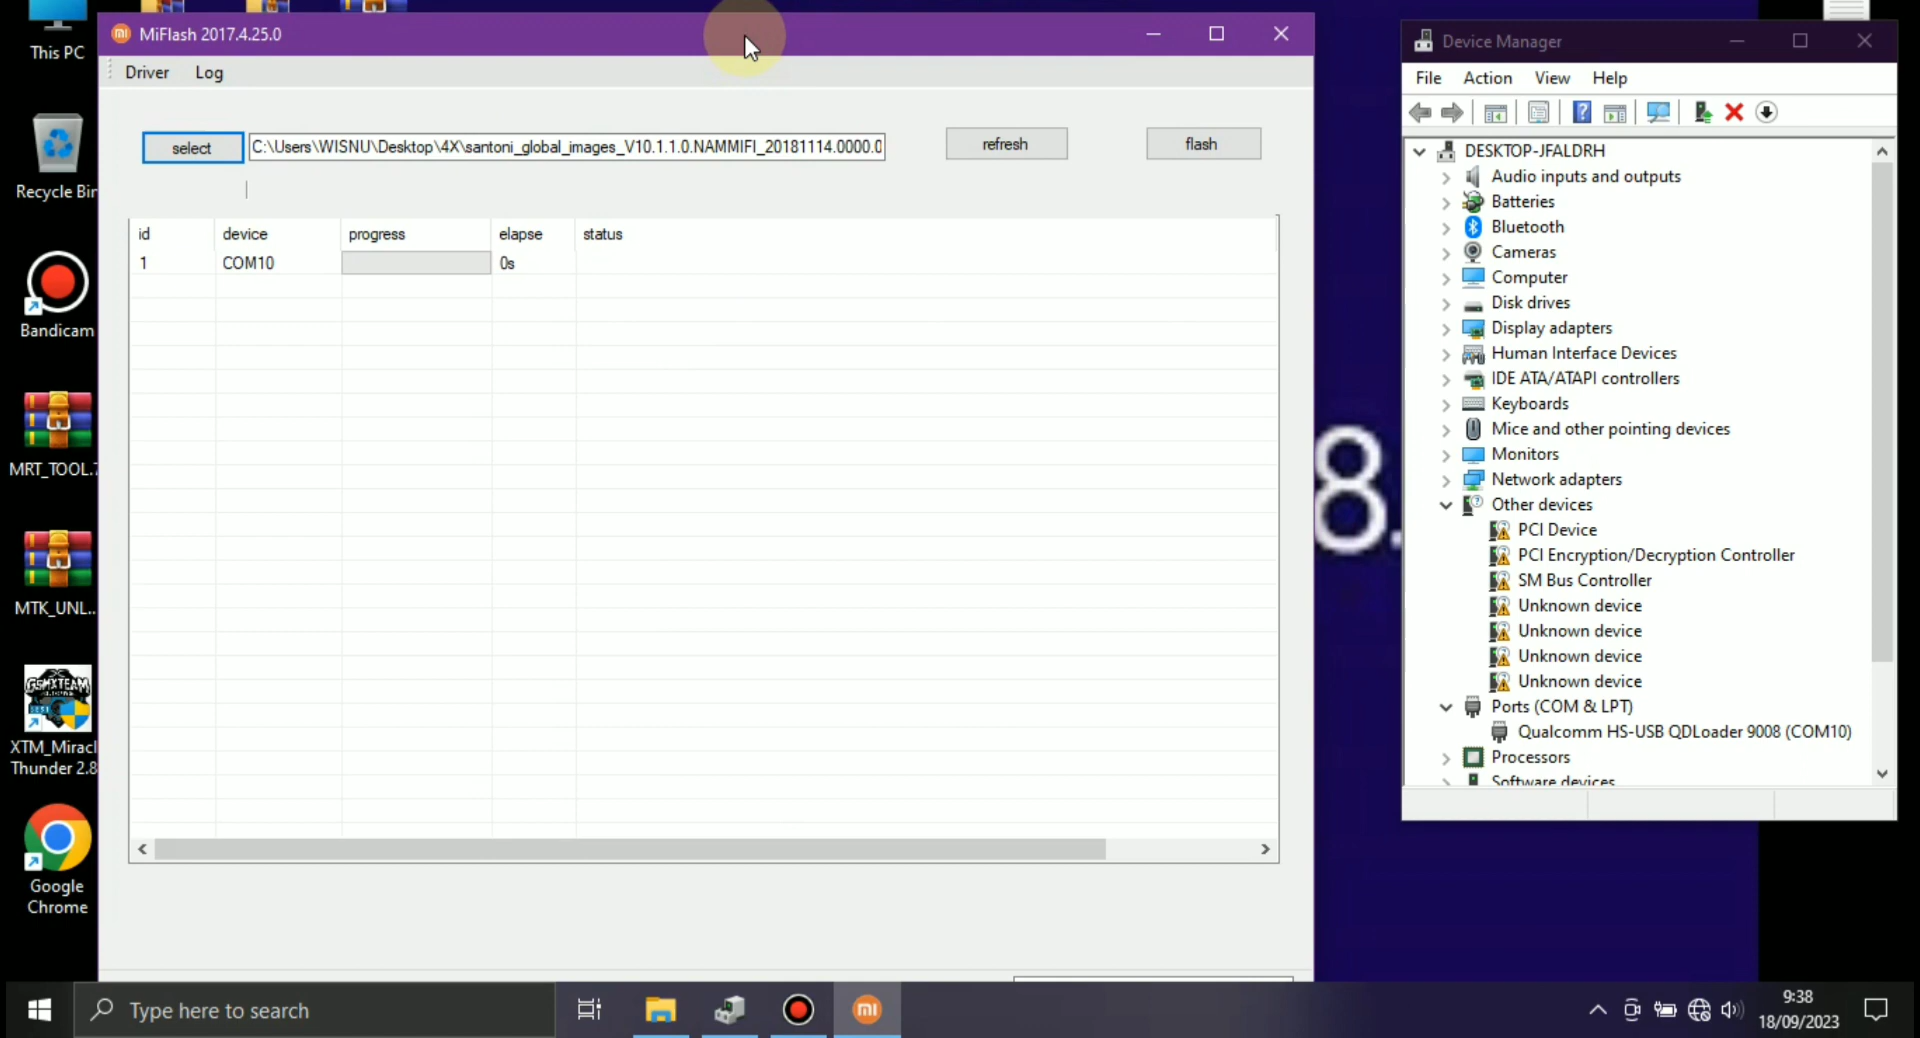 This PC
Recycle Bin
Bandicam
MRT_TOOL.7
MTK_UNL...
GSMXTEAM
XTM_Miracl
Thunder 2.8
Google
Chrome
MiFlash 2017.4.25.0
Driver Log
select C:\Users\WISNU\Desktop\4X\santoni_global_images_V10.1.1.0.NAMMIFI_20181114.0000.0 refresh flash
id device progress elapse status
1 COM10 0s
8.
Device Manager
File Action View Help
DESKTOP-JFALDRH
Audio inputs and outputs
Batteries
Bluetooth
Cameras
Computer
Disk drives
Display adapters
Human Interface Devices
IDE ATA/ATAPI controllers
Keyboards
Mice and other pointing devices
Monitors
Network adapters
Other devices
PCI Device
PCI Encryption/Decryption Controller
SM Bus Controller
Unknown device
Unknown device
Unknown device
Unknown device
Ports (COM & LPT)
Qualcomm HS-USB QDLoader 9008 (COM10)
Processors
Software devices
Type here to search
9:38
18/09/2023